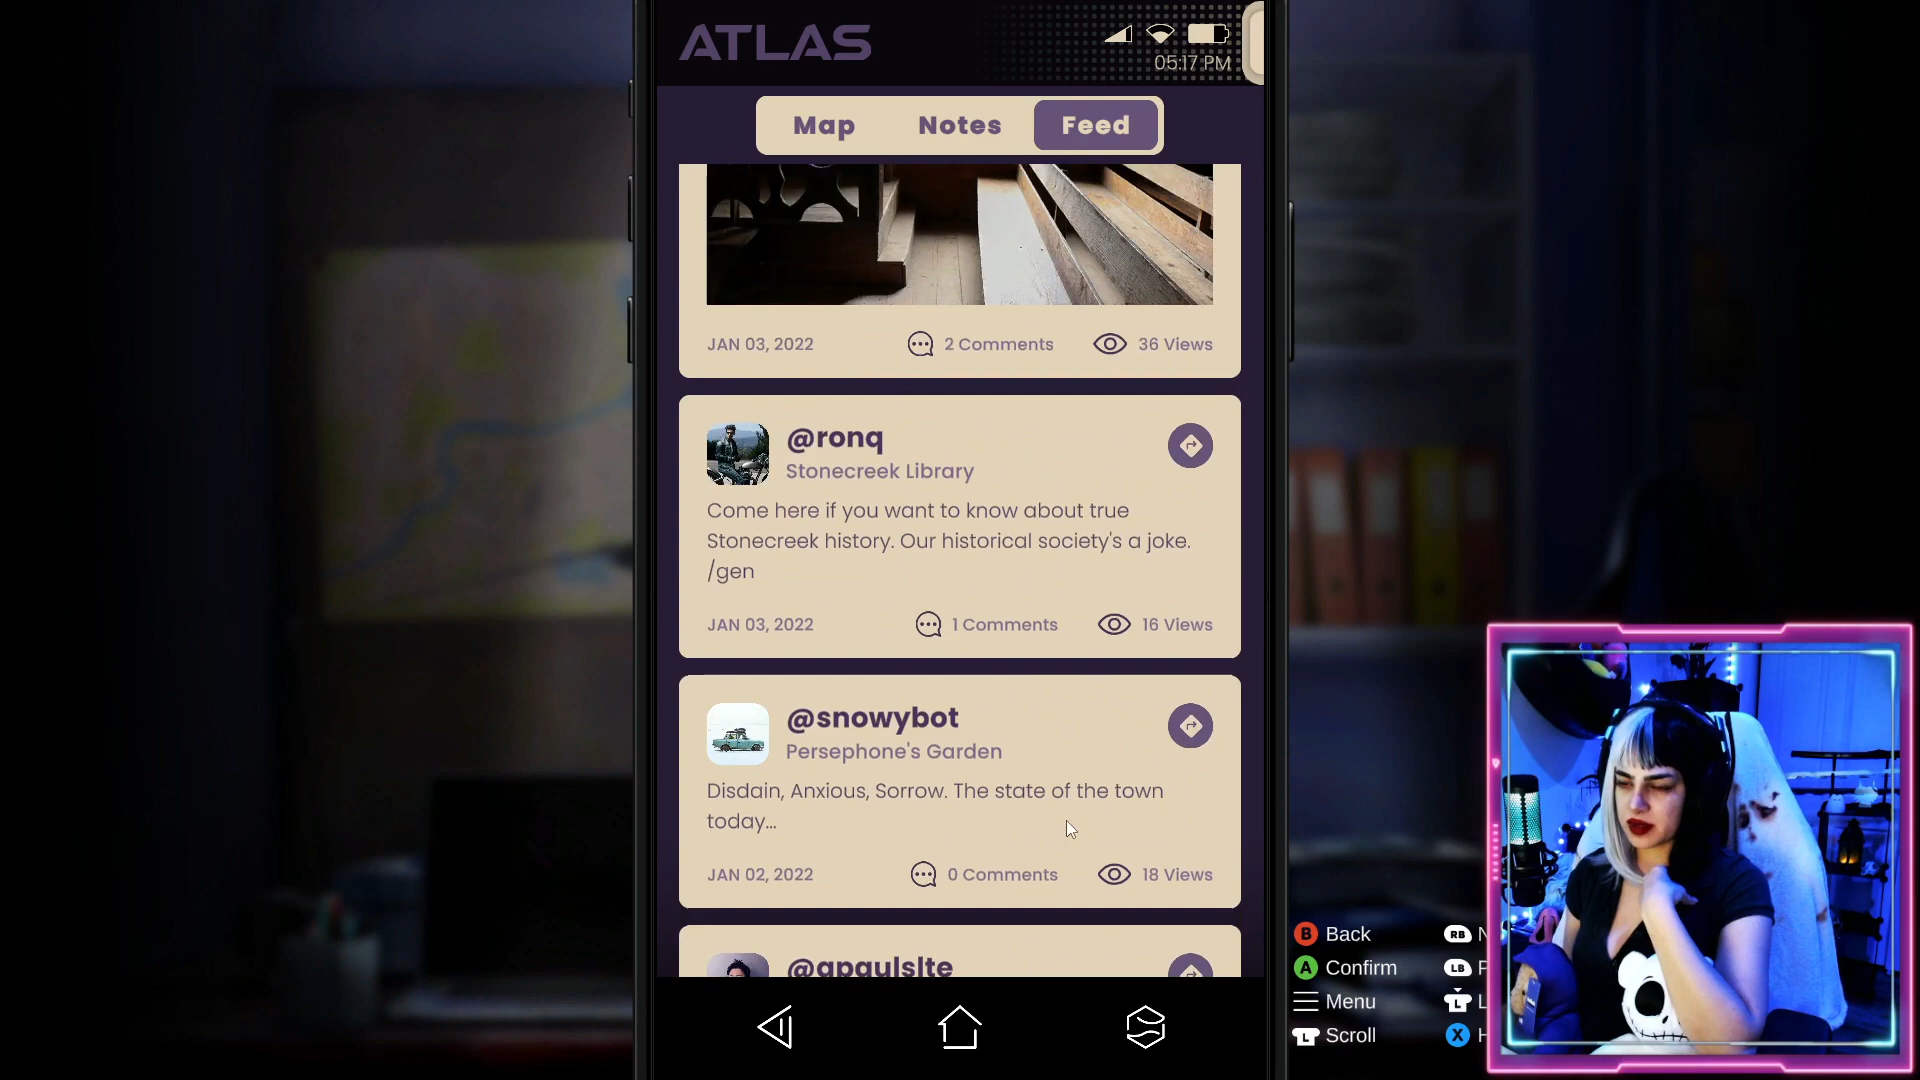 ATLAS
05:17 PM
Map Notes Feed
JAN 03, 2022 2 Comments 36 Views
@ronq
Stonecreek Library
Come here if you want to know about true
Stonecreek history. Our historical society's a joke.
/gen
JAN 03, 2022 1 Comments 16 Views
@snowybot
Persephone's Garden
Disdain, Anxious, Sorrow. The state of the town
today...
JAN 02, 2022 0 Comments 18 Views
@apaulslte
B Back RB N
A Confirm LB P
Menu L L
L Scroll X H